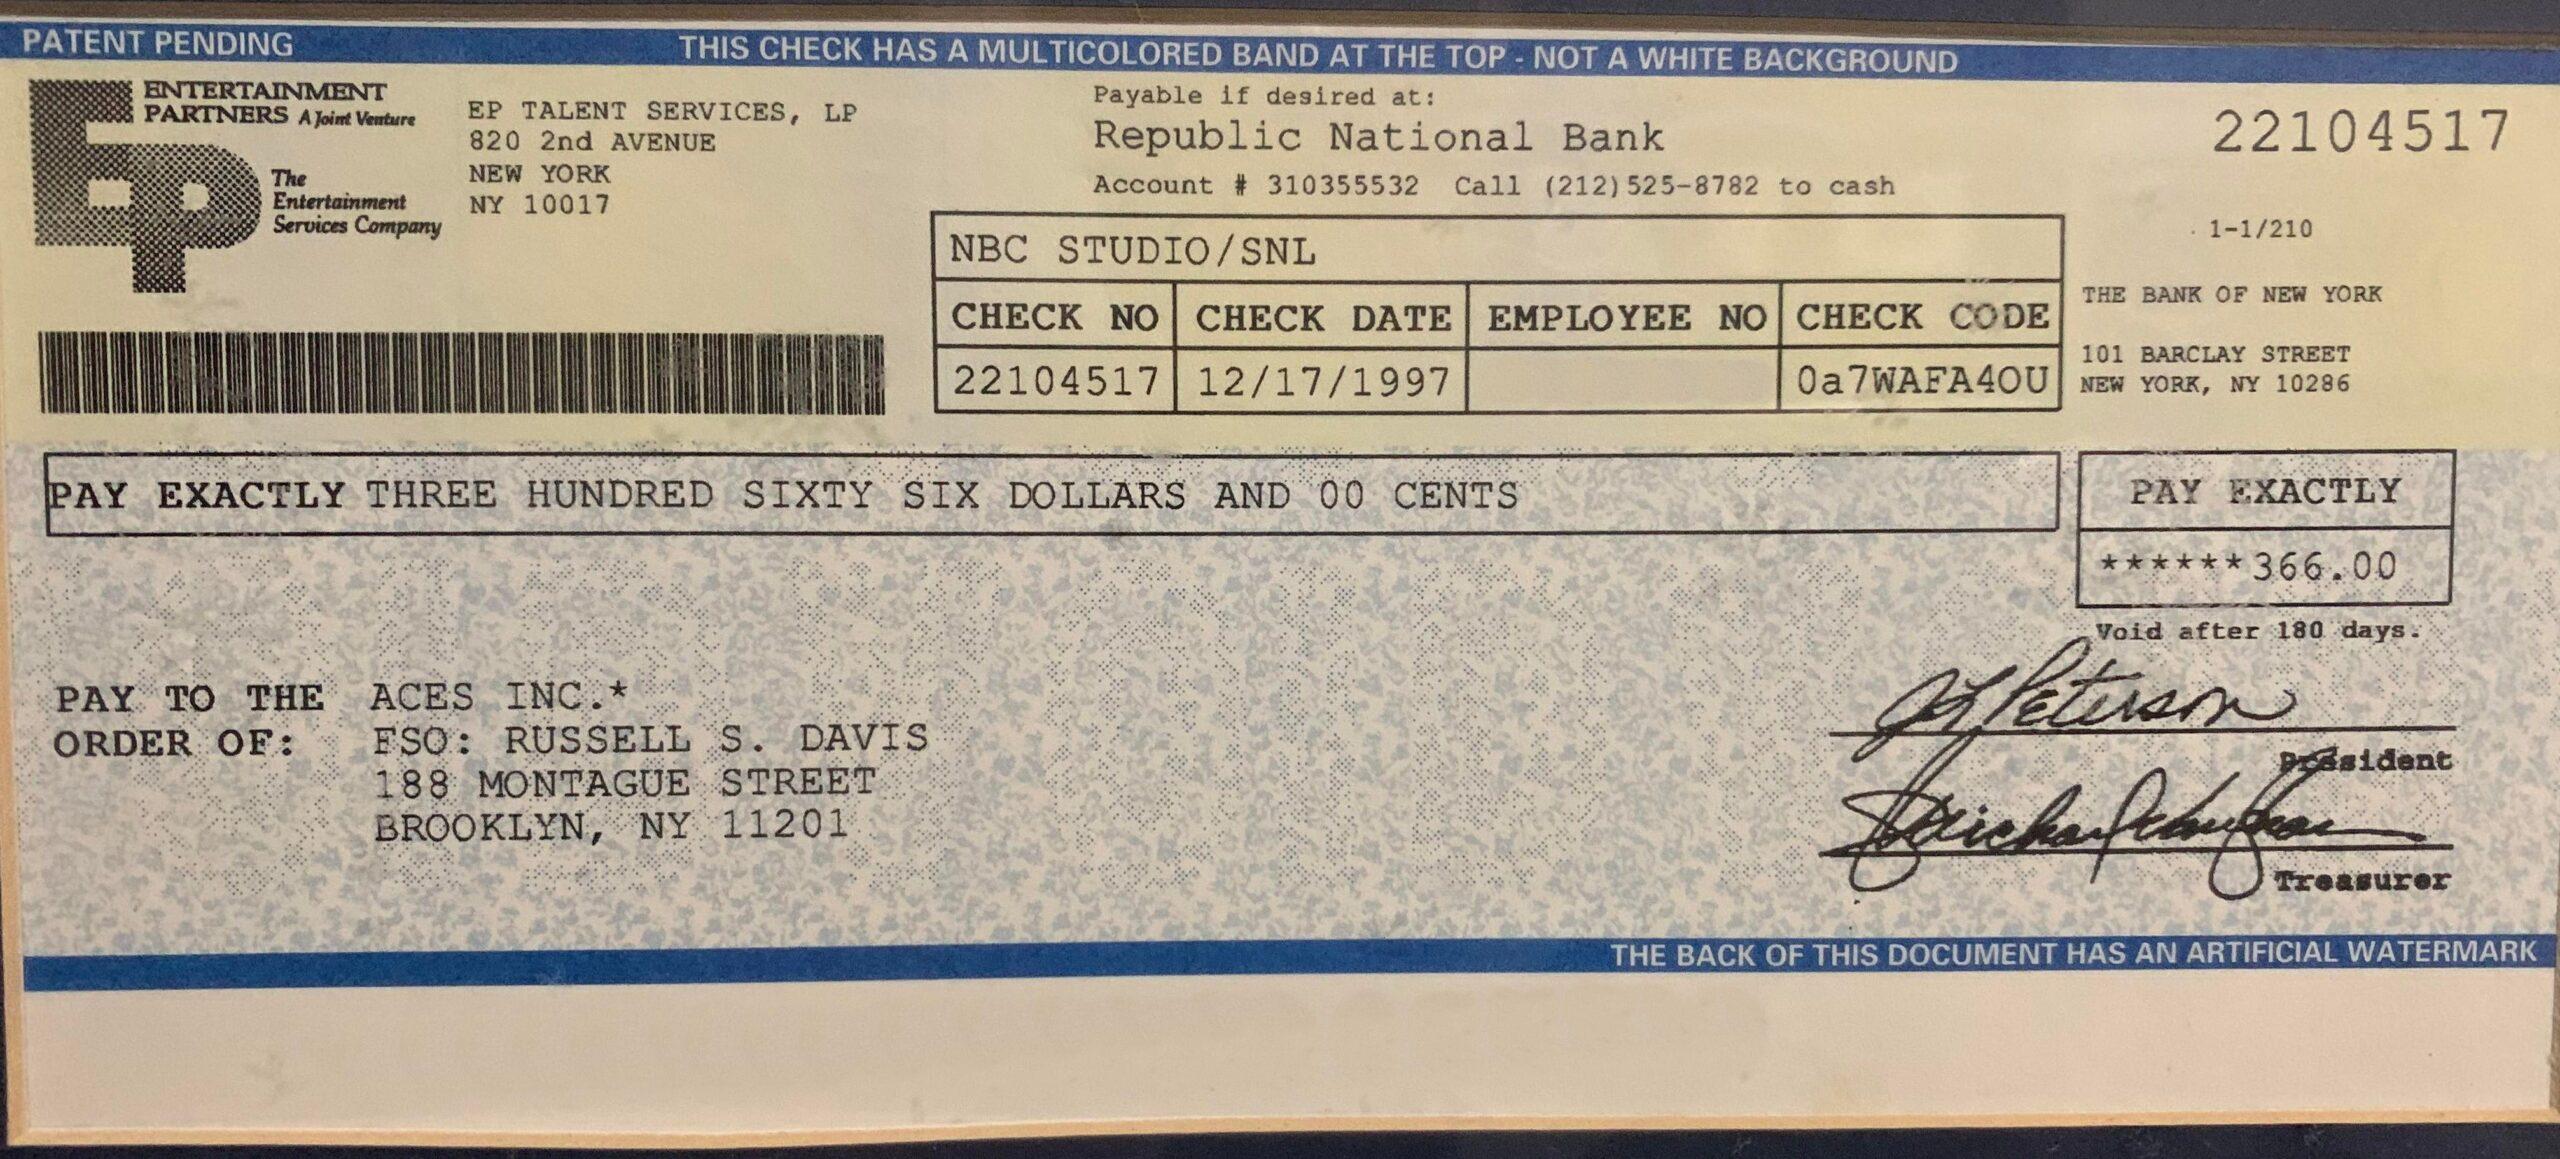 PATENT PENDING
THIS CHECK HAS A MULTICOLORED BAND AT THE TOP - NOT A WHITE BACKGROUND
ENTERTAINMENT
PARTNERS A Joint Venture
EP
The
Entertainment
Services Company
EP TALENT SERVICES, LP
820 2nd AVENUE
NEW YORK
NY 10017
Payable if desired at:
Republic National Bank
Account # 310355532 Call (212)525-8782 to cash
22104517
1-1/210
THE BANK OF NEW YORK
101 BARCLAY STREET
NEW YORK, NY 10286
NBC STUDIO/SNL
CHECK NO CHECK DATE EMPLOYEE NO CHECK CODE
22104517 12/17/1997 0a7WAFA4OU
PAY EXACTLY THREE HUNDRED SIXTY SIX DOLLARS AND 00 CENTS
PAY EXACTLY
******366.00
Void after 180 days.
PAY TO THE ACES INC.*
ORDER OF: FSO: RUSSELL S. DAVIS
188 MONTAGUE STREET
BROOKLYN, NY 11201
Peterson
President
Treasurer
THE BACK OF THIS DOCUMENT HAS AN ARTIFICIAL WATERMARK